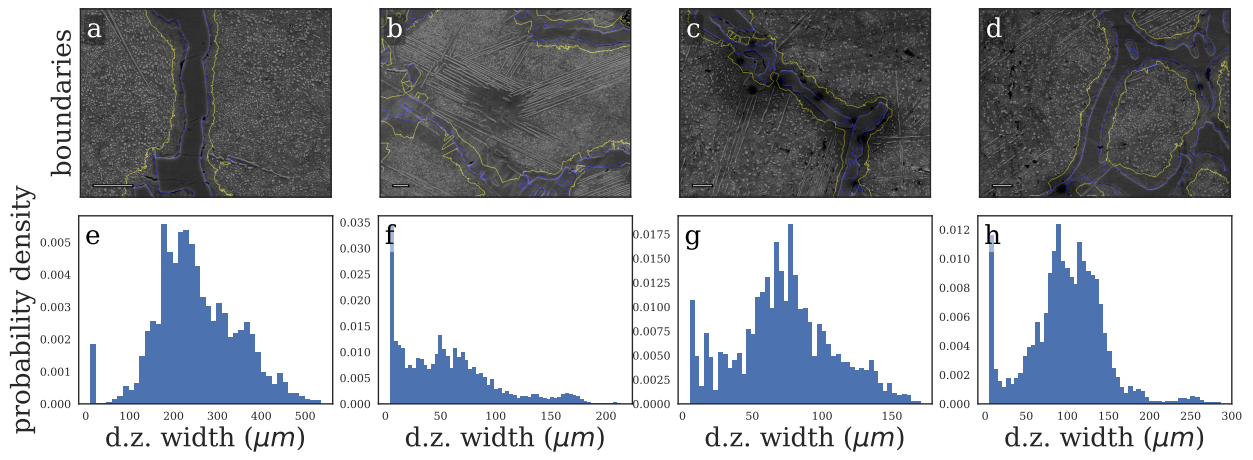 boundaries
a
b
c
d
probability density
e
0.005
0.004
0.003
0.002
0.001
0.000
0 100 200 300 400 500
d.z. width (μm)
f
0.035
0.030
0.025
0.020
0.015
0.010
0.005
0.000
0 50 100 150 200
d.z. width (μm)
g
0.0175
0.0150
0.0125
0.0100
0.0075
0.0050
0.0025
0.0000
0 50 100 150
d.z. width (μm)
h
0.012
0.010
0.008
0.006
0.004
0.002
0.000
0 50 100 150 200 250 300
d.z. width (μm)